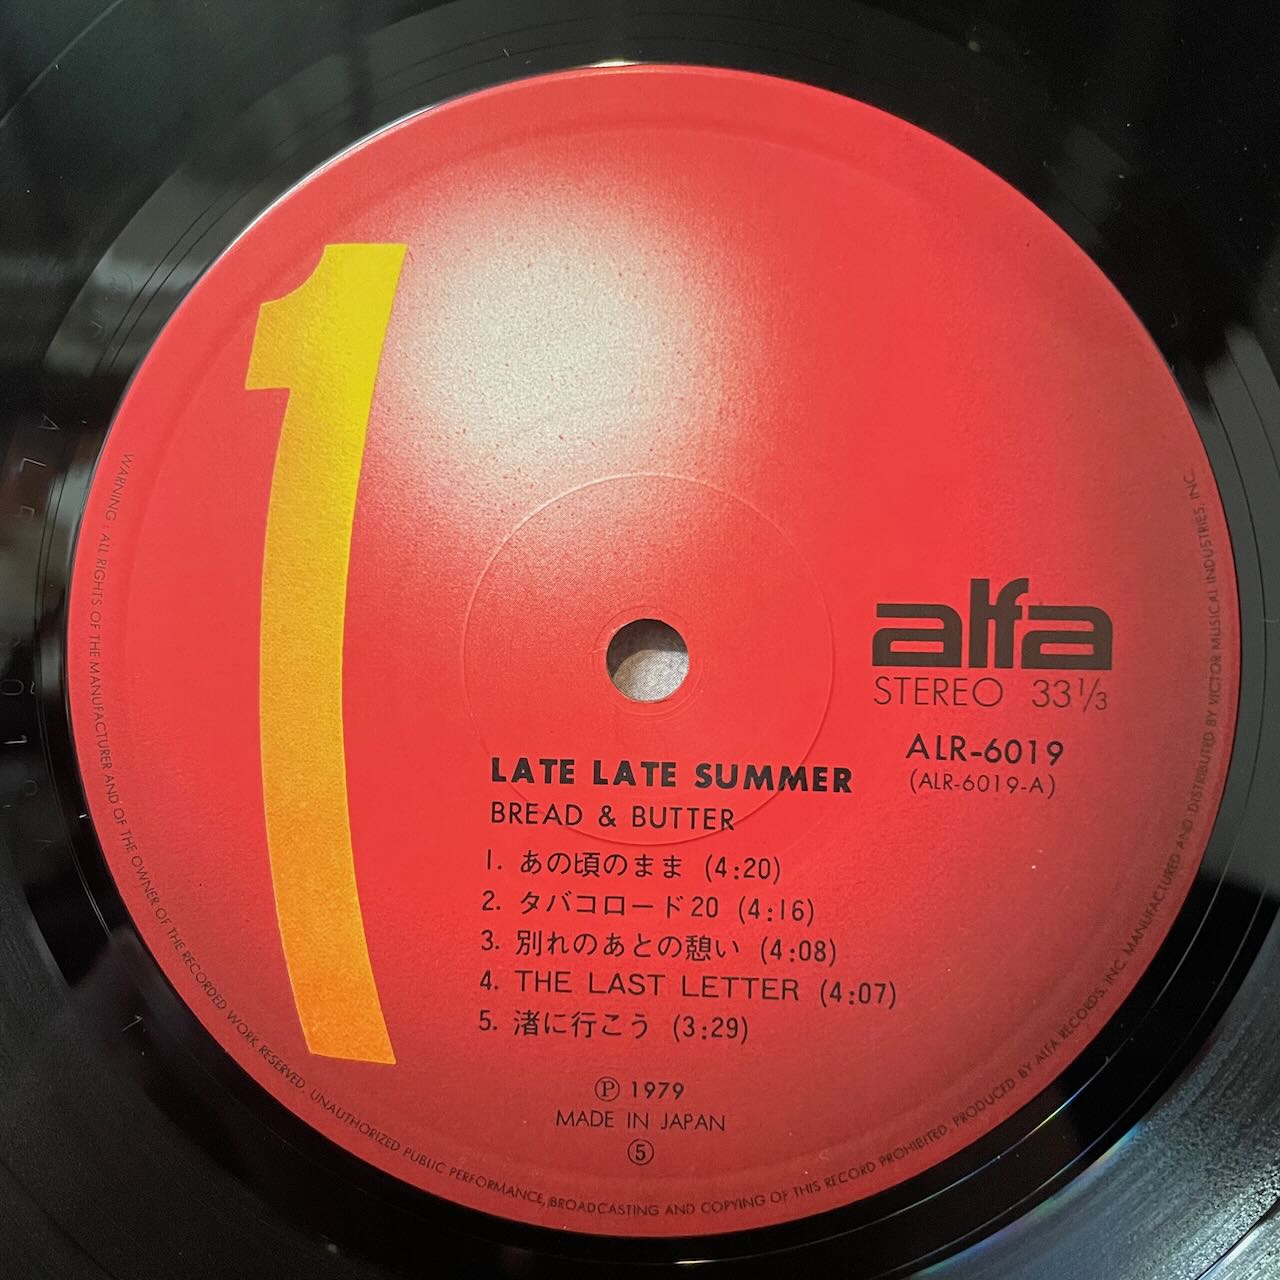 1
alfa
STEREO 33 1/3
ALR-6019
(ALR-6019-A)
LATE LATE SUMMER
BREAD & BUTTER
1. あの頃のまま (4:20)
2. タバコロード20 (4:16)
3. 別れのあとの憩い (4:08)
4. THE LAST LETTER (4:07)
5. 渚に行こう (3:29)
Ⓟ 1979
MADE IN JAPAN
⑤
WARNING : ALL RIGHTS OF THE MANUFACTURER AND OF THE OWNER OF THE RECORDED WORK RESERVED. UNAUTHORIZED PUBLIC PERFORMANCE, BROADCASTING AND COPYING OF THIS RECORD PROHIBITED. PRODUCED BY ALFA RECORDS, INC. MANUFACTURED AND DISTRIBUTED BY VICTOR MUSICAL INDUSTRIES, INC.